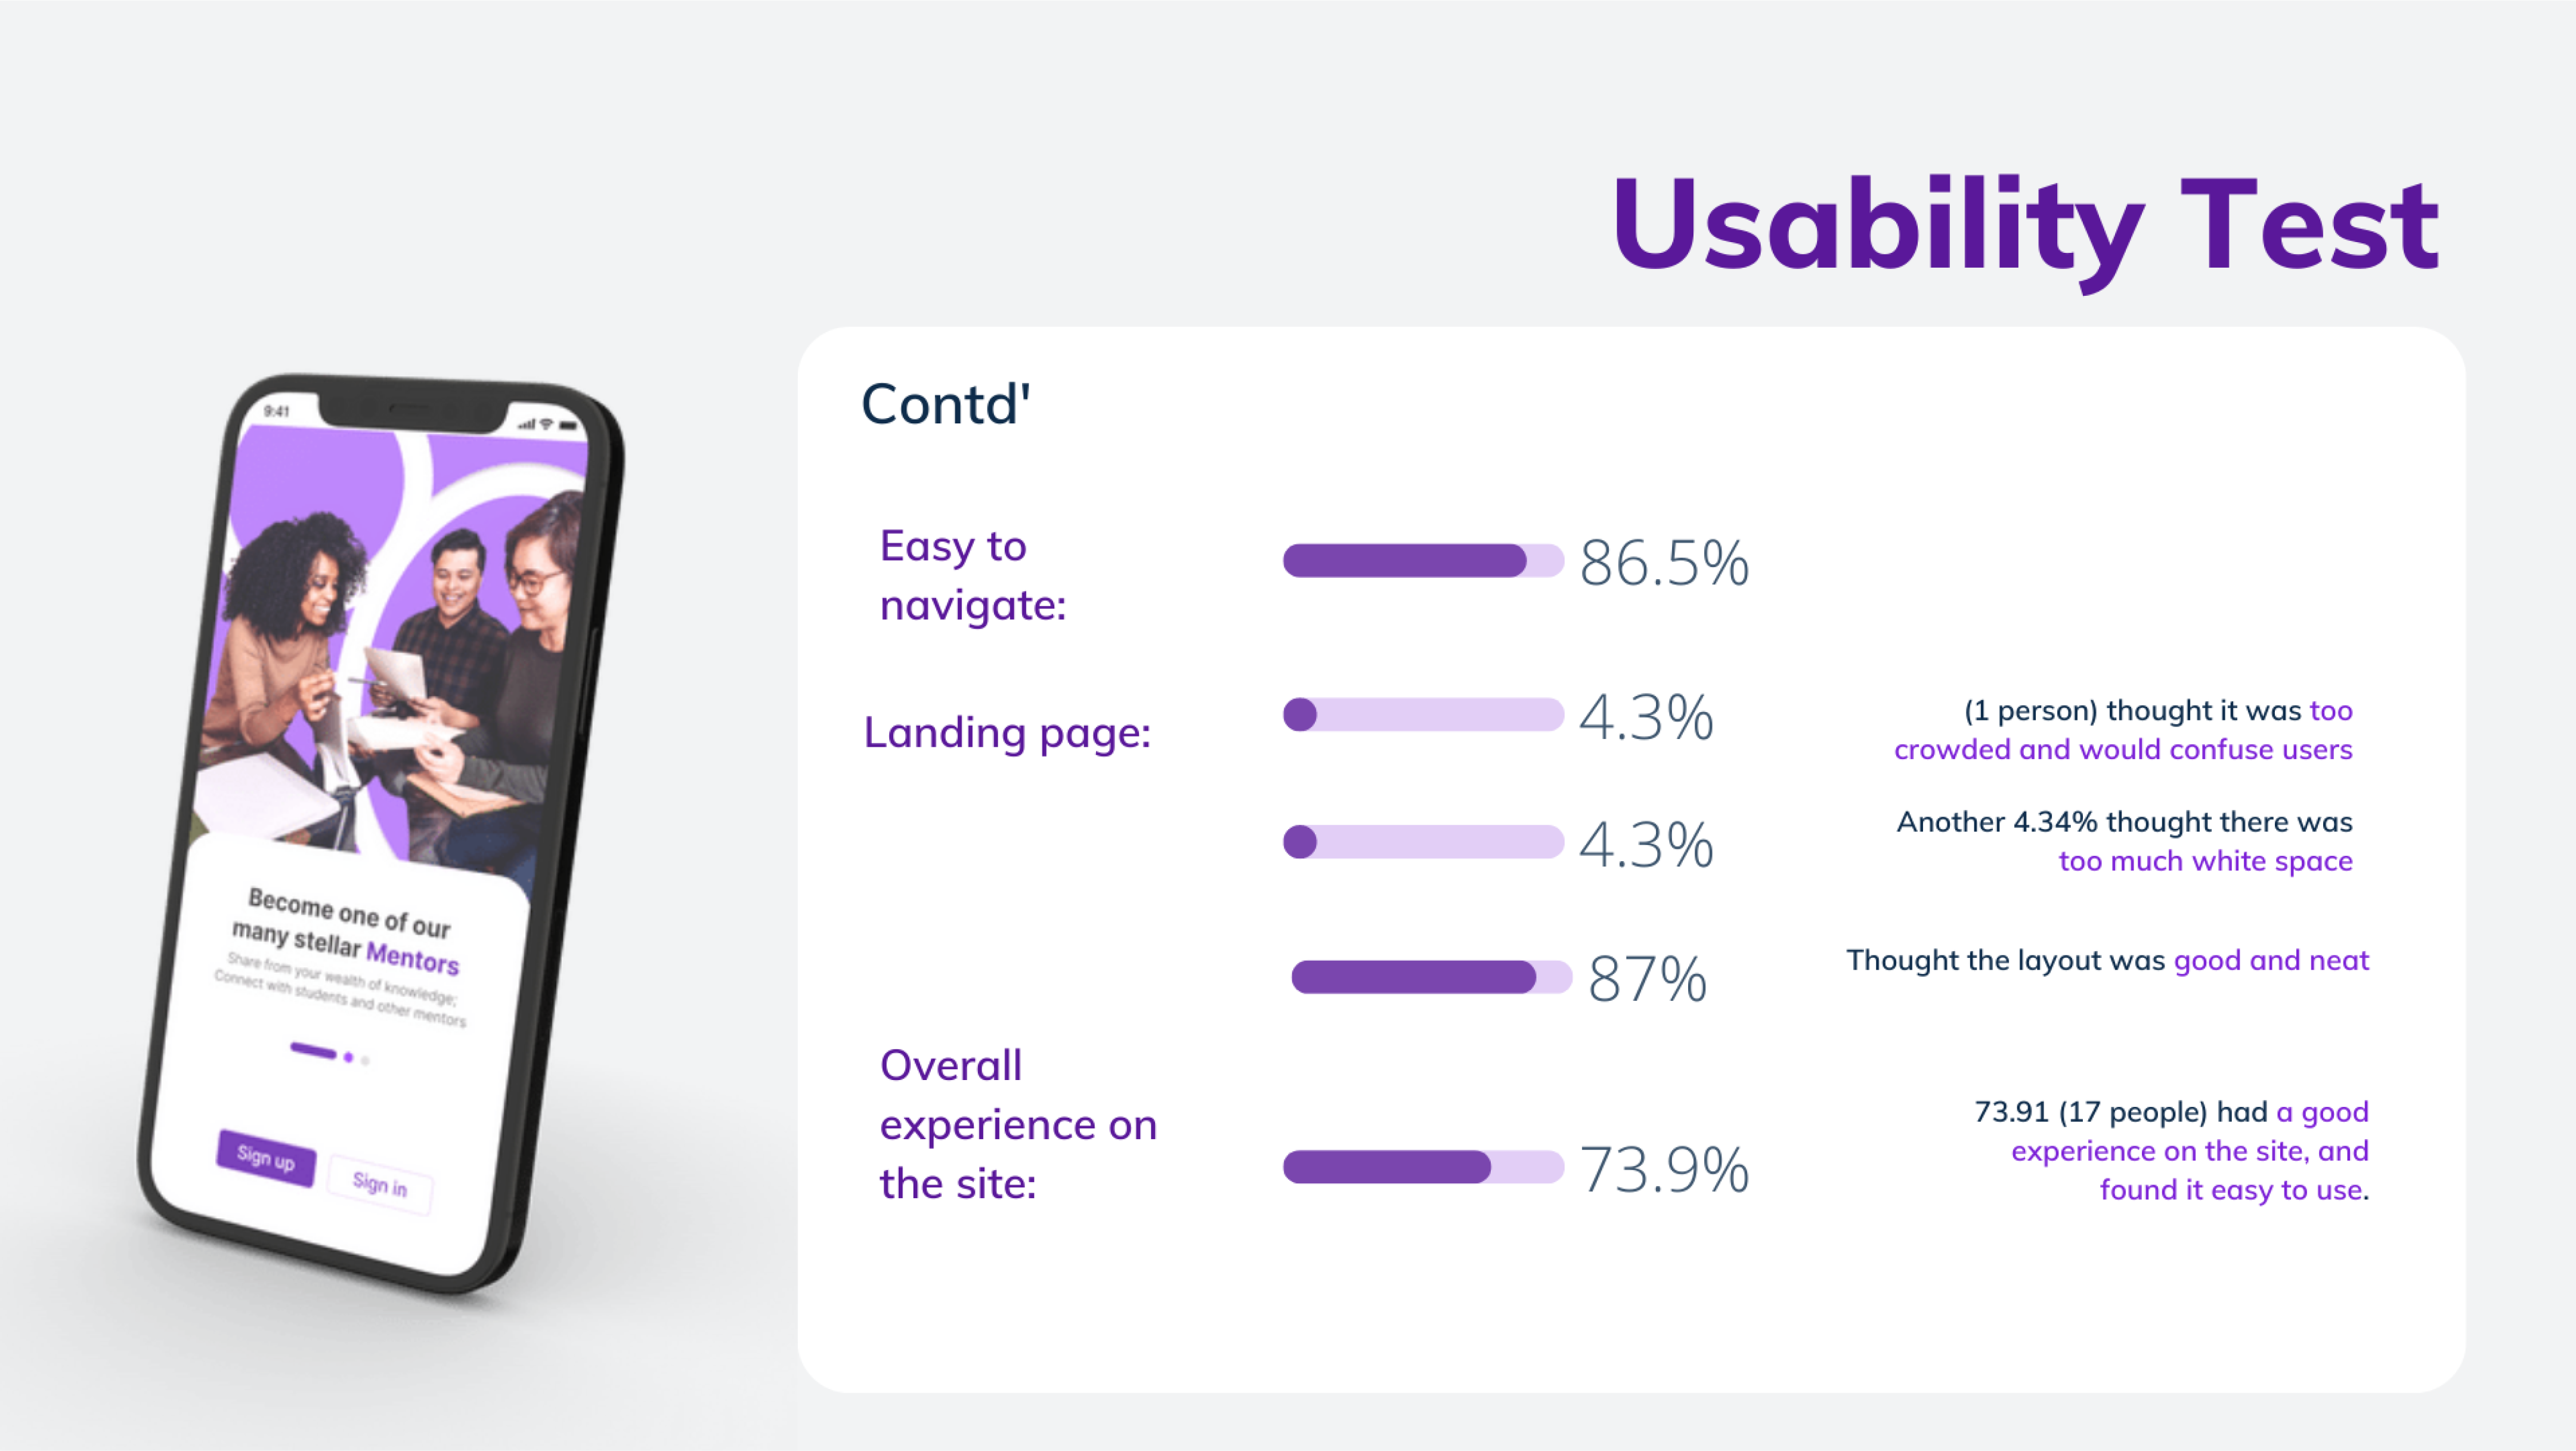 Usability Test
Contd'
Easy to
navigate:
86.5%
Landing page:
4.3%
(1 person) thought it was too
crowded and would confuse users
4.3%
Another 4.34% thought there was
too much white space
87%
Thought the layout was good and neat
Overall
experience on
the site:
73.9%
73.91 (17 people) had a good
experience on the site, and
found it easy to use.
9:41
Become one of our
many stellar Mentors
Share from your wealth of knowledge;
Connect with students and other mentors
Sign up
Sign in